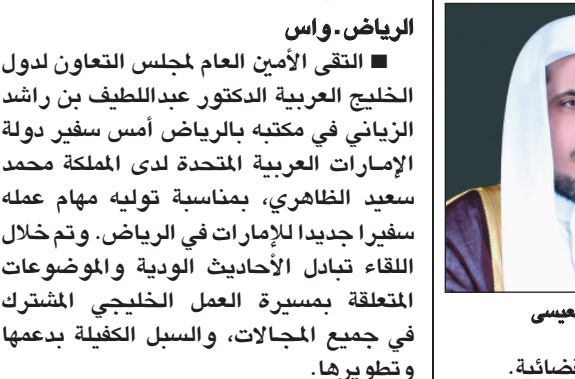 الرياض.واس
■ التقى الأمين العام لمجلس التعاون لدول
الخليج العربية الدكتور عبداللطيف بن راشد
الزياني في مكتبه بالرياض أمس سفير دولة
الإمارات العربية المتحدة لدى المملكة محمد
سعيد الظاهري، بمناسبة توليه مهام عمله
سفيرا جديدا للإمارات في الرياض. وتم خلال
اللقاء تبادل الأحاديث الودية والموضوعات
المتعلقة بمسيرة العمل الخليجي المشترك
في جميع المجالات، والسبل الكفيلة بدعمها
وتطويرها.